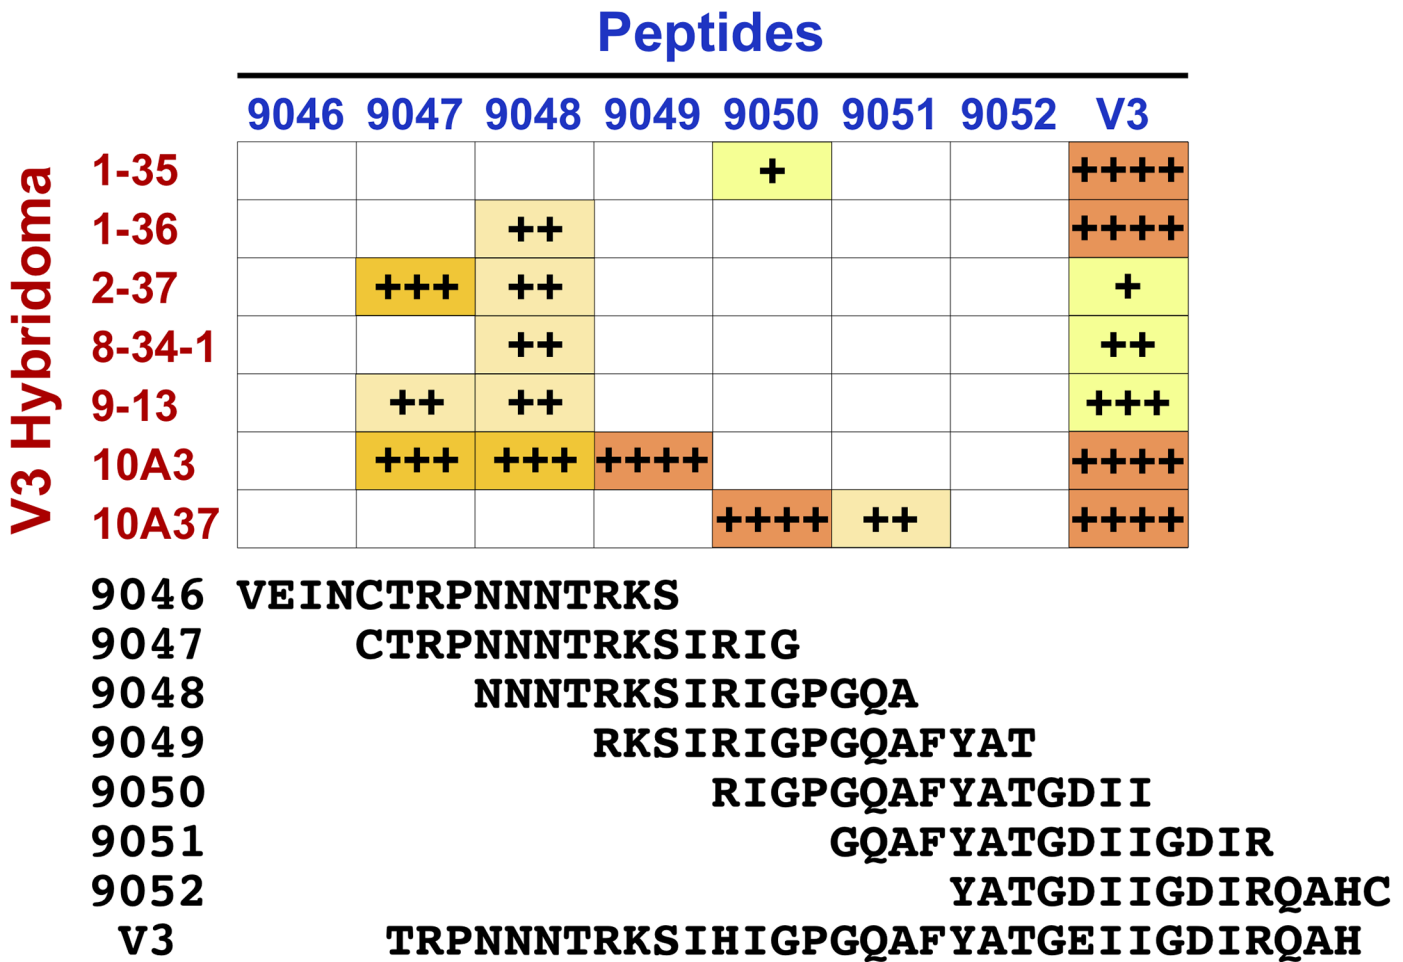 Peptides
9046 9047 9048 9049 9050 9051 9052 V3
V3 Hybridoma
1-35 + ++++
1-36 ++ ++++
2-37 +++ ++ +
8-34-1 ++ ++
9-13 ++ ++ +++
10A3 +++ +++ ++++ ++++
10A37 ++++ ++ ++++
9046 VEINCTRPNNNTRKS
9047 CTRPNNNTRKSIRIG
9048 NNNTRKSIRIGPGQA
9049 RKSIRIGPGQAFYAT
9050 RIGPGQAFYATGDII
9051 GQAFYATGDIIGDIR
9052 YATGDIIGDIRQAHC
V3 TRPNNNTRKSIHIGPGQAFYATGEIIGDIRQAH